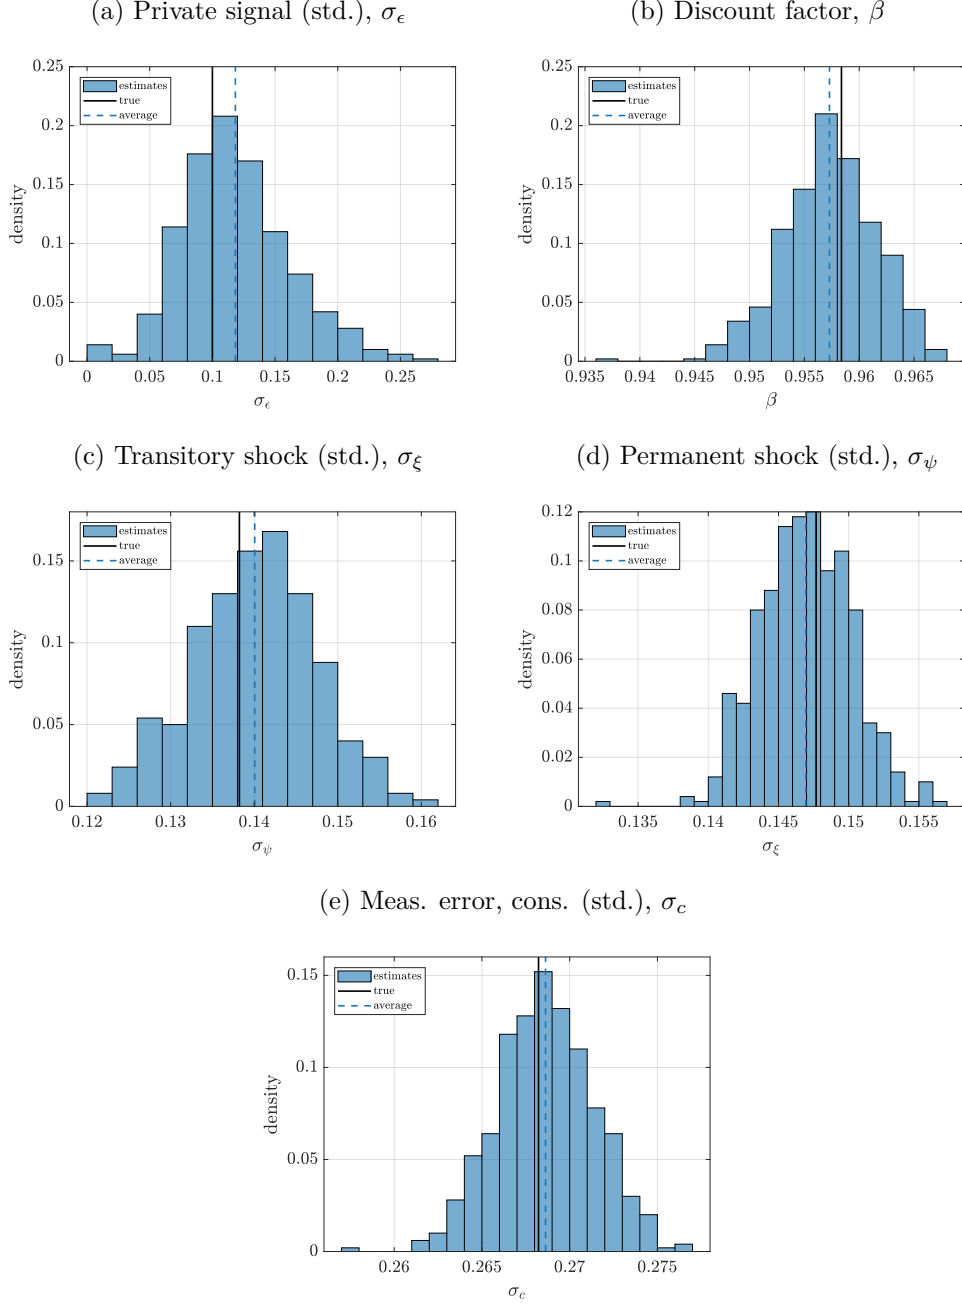 (a) Private signal (std.), σ_ϵ
0.25
0.2
0.15
0.1
0.05
0
density
estimates
true
average
0 0.05 0.1 0.15 0.2 0.25
σ_ϵ
(b) Discount factor, β
0.25
0.2
0.15
0.1
0.05
0
density
estimates
true
average
0.935 0.94 0.945 0.95 0.955 0.96 0.965
β
(c) Transitory shock (std.), σ_ξ
0.15
0.1
0.05
0
density
estimates
true
average
0.12 0.13 0.14 0.15 0.16
σ_ψ
(d) Permanent shock (std.), σ_ψ
0.12
0.1
0.08
0.06
0.04
0.02
0
density
estimates
true
average
0.135 0.14 0.145 0.15 0.155
σ_ξ
(e) Meas. error, cons. (std.), σ_c
0.15
0.1
0.05
0
density
estimates
true
average
0.26 0.265 0.27 0.275
σ_c